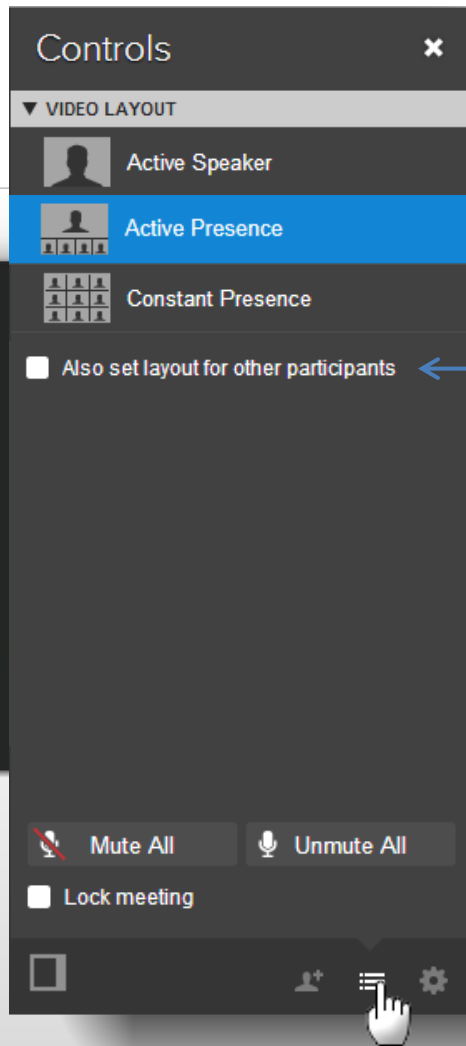 Controls
VIDEO LAYOUT
Active Speaker
Active Presence
Constant Presence
Also set layout for other participants
Mute All
Unmute All
Lock meeting